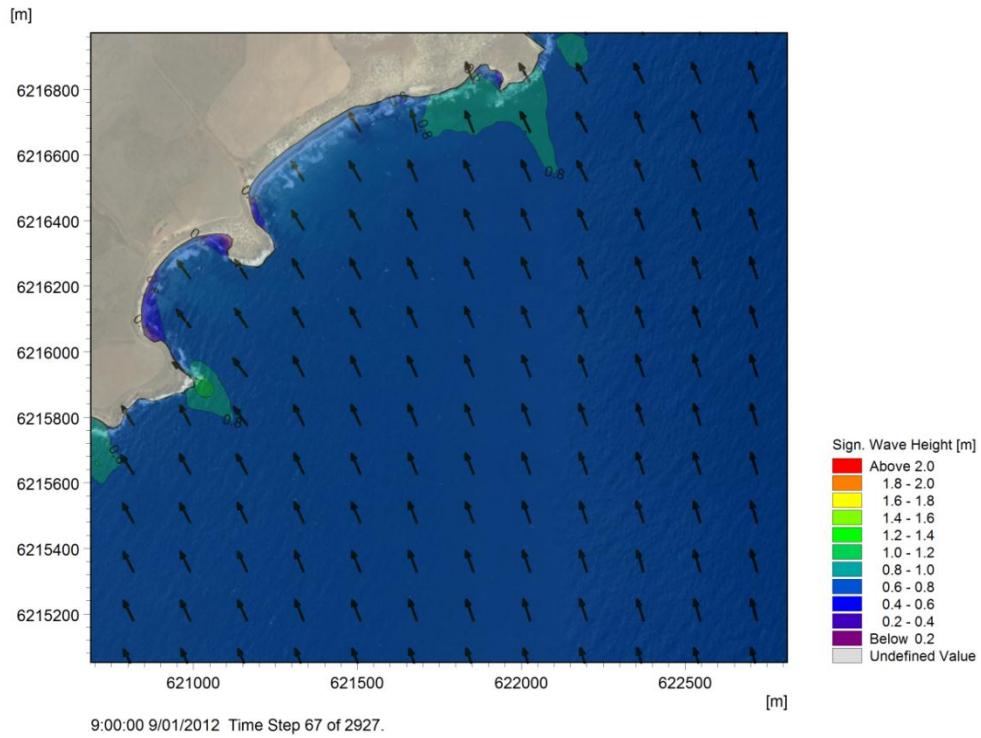 [m]
6216800
6216600
6216400
6216200
6216000
6215800
6215600
6215400
6215200
621000
621500
622000
622500
[m]
0.8
0.8
0.8
Sign. Wave Height [m]
Above 2.0
1.8 - 2.0
1.6 - 1.8
1.4 - 1.6
1.2 - 1.4
1.0 - 1.2
0.8 - 1.0
0.6 - 0.8
0.4 - 0.6
0.2 - 0.4
Below 0.2
Undefined Value
9:00:00 9/01/2012 Time Step 67 of 2927.